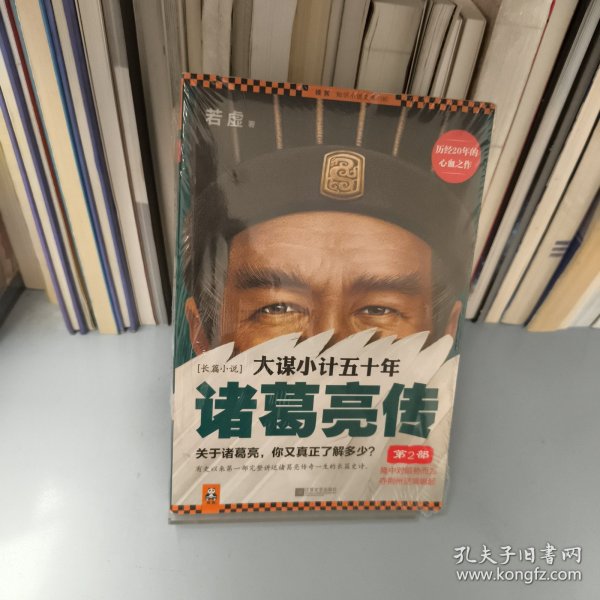 若虚 著
历经20年的
心血之作
[长篇小说]
大谋小计五十年
诸葛亮传
关于诸葛亮，你又真正了解多少？
第2部
有史以来第一部完整讲述诸葛亮传奇一生的长篇史诗。
隆中对
孔夫子旧书网
www.kongfz.com